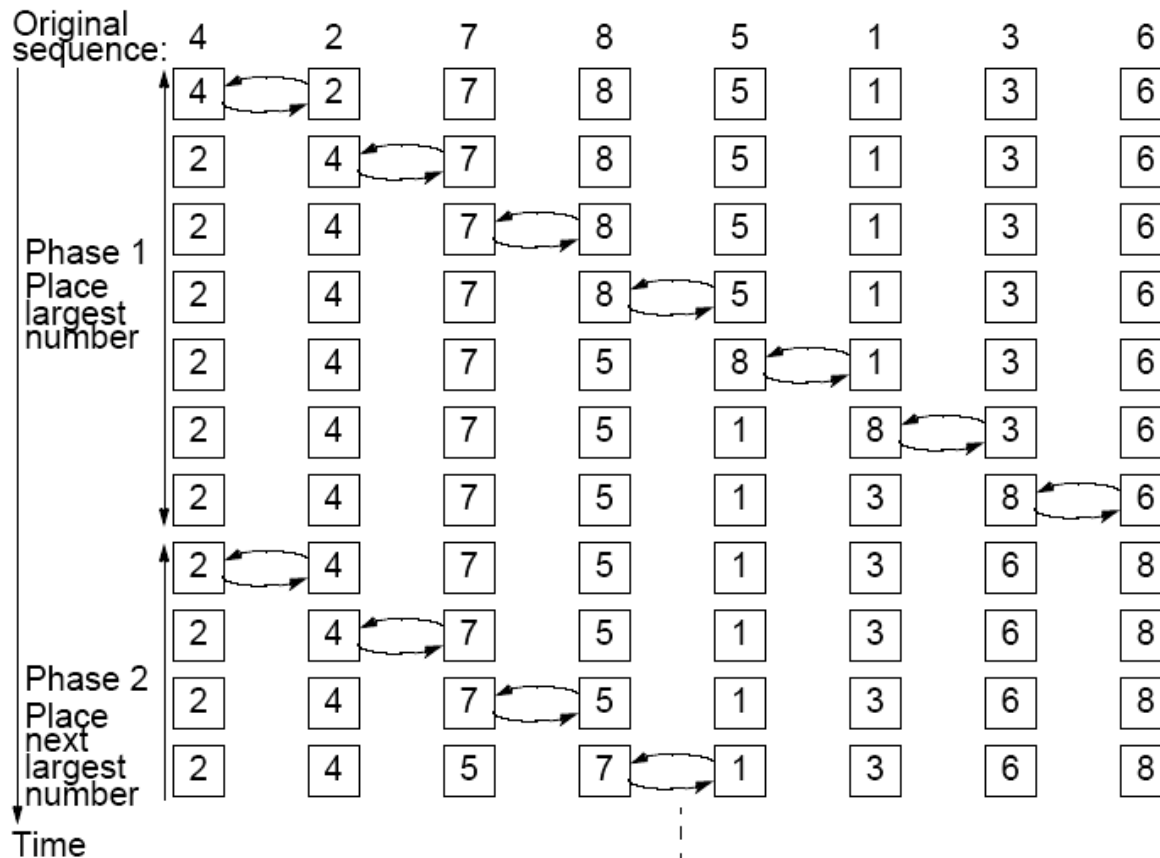 Original
sequence: 4 2 7 8 5 1 3 6
4 2 7 8 5 1 3 6
2 4 7 8 5 1 3 6
2 4 7 8 5 1 3 6
Phase 1
Place
largest
number
2 4 7 8 5 1 3 6
2 4 7 5 8 1 3 6
2 4 7 5 1 8 3 6
2 4 7 5 1 3 8 6
2 4 7 5 1 3 6 8
2 4 7 5 1 3 6 8
Phase 2
Place
next
largest
number
2 4 7 5 1 3 6 8
2 4 5 7 1 3 6 8
Time